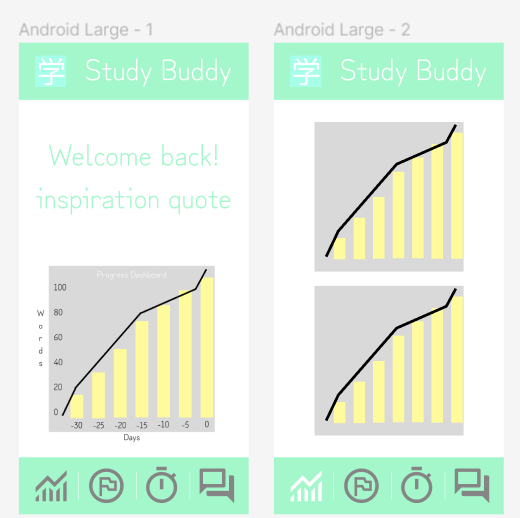 Android Large - 1
学 Study Buddy
Welcome back!
inspiration quote
Progress Dashboard
Words
100
80
60
40
20
0
-30 -25 -20 -15 -10 -5 0
Days
Android Large - 2
学 Study Buddy